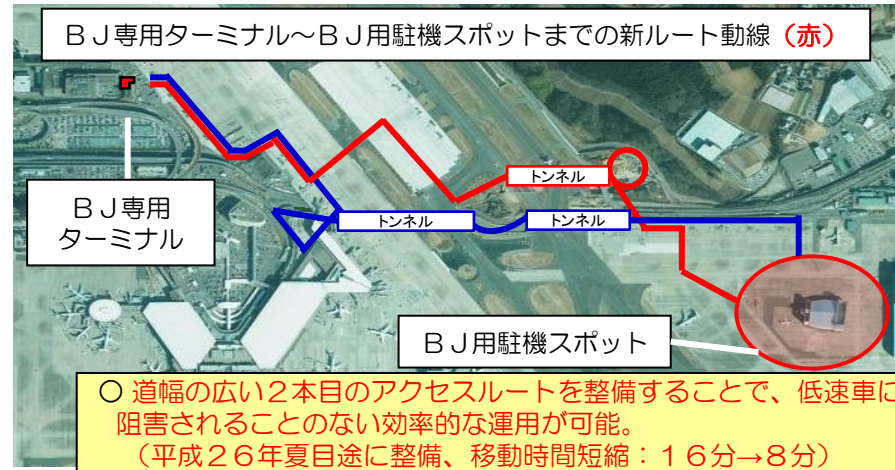 ＢＪ専用ターミナル～ＢＪ用駐機スポットまでの新ルート動線（赤）
トンネル
ＢＪ専用
ターミナル
トンネル
トンネル
ＢＪ用駐機スポット
○ 道幅の広い２本目のアクセスルートを整備することで、低速車に
阻害されることのない効率的な運用が可能。
（平成２６年夏目途に整備、移動時間短縮：１６分→８分）